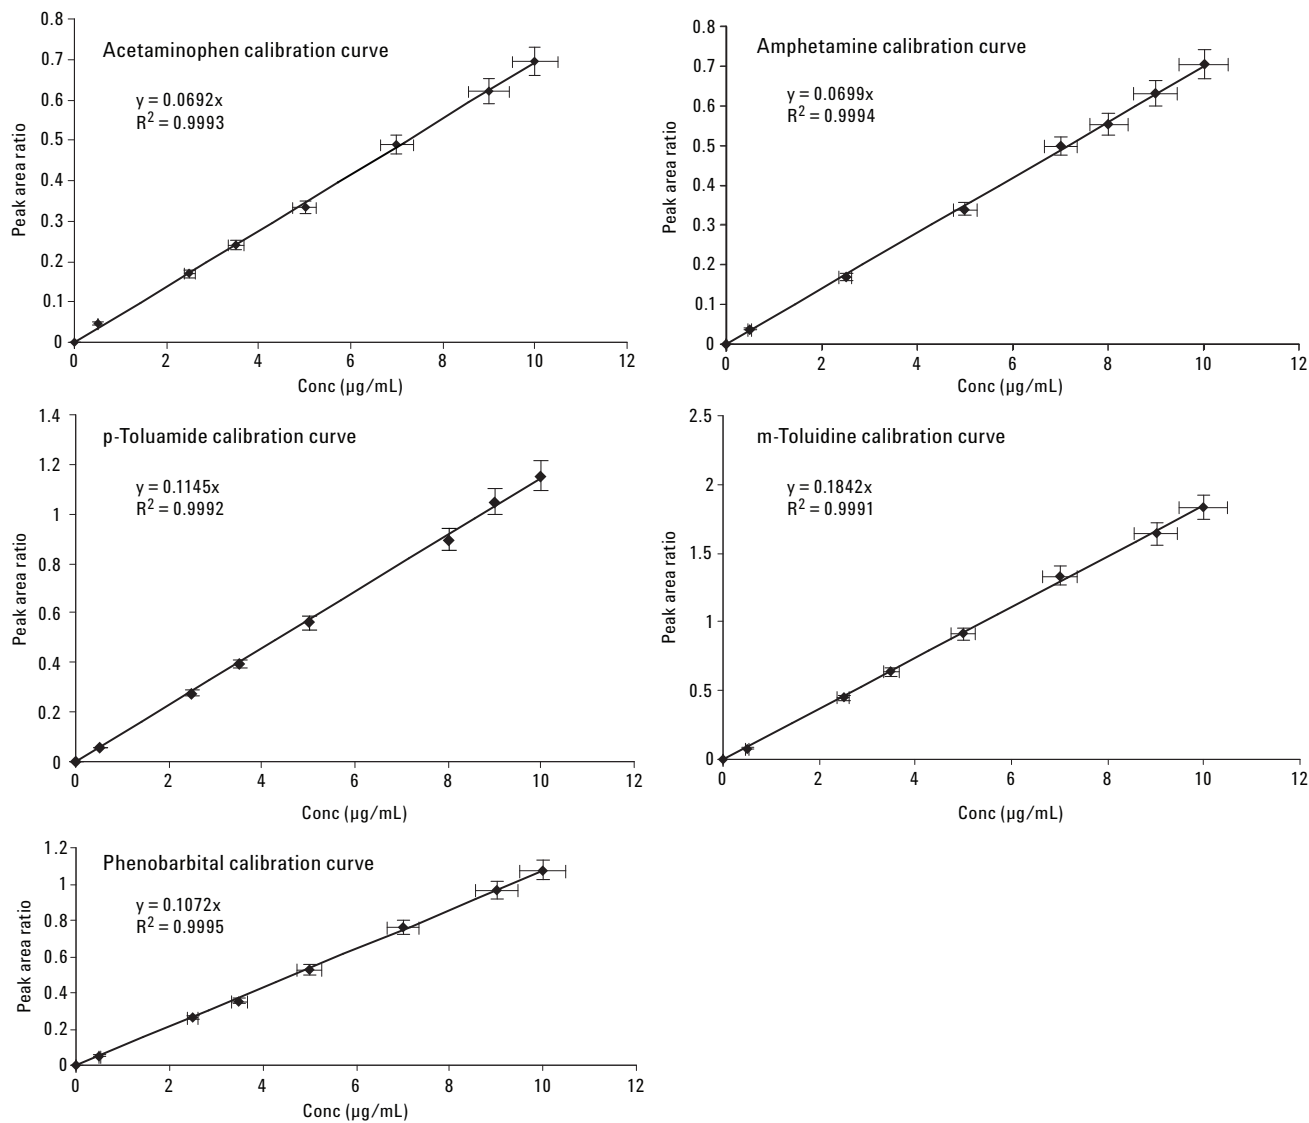 Acetaminophen calibration curve
y = 0.0692x
R² = 0.9993
Peak area ratio
0.8
0.7
0.6
0.5
0.4
0.3
0.2
0.1
0
0 2 4 6 8 10 12
Conc (µg/mL)
Amphetamine calibration curve
y = 0.0699x
R² = 0.9994
Peak area ratio
0.8
0.7
0.6
0.5
0.4
0.3
0.2
0.1
0
0 2 4 6 8 10 12
Conc (µg/mL)
p-Toluamide calibration curve
y = 0.1145x
R² = 0.9992
Peak area ratio
1.4
1.2
1
0.8
0.6
0.4
0.2
0
0 2 4 6 8 10 12
Conc (µg/mL)
m-Toluidine calibration curve
y = 0.1842x
R² = 0.9991
Peak area ratio
2.5
2
1.5
1
0.5
0
0 2 4 6 8 10 12
Conc (µg/mL)
Phenobarbital calibration curve
y = 0.1072x
R² = 0.9995
Peak area ratio
1.2
1
0.8
0.6
0.4
0.2
0
0 2 4 6 8 10 12
Conc (µg/mL)